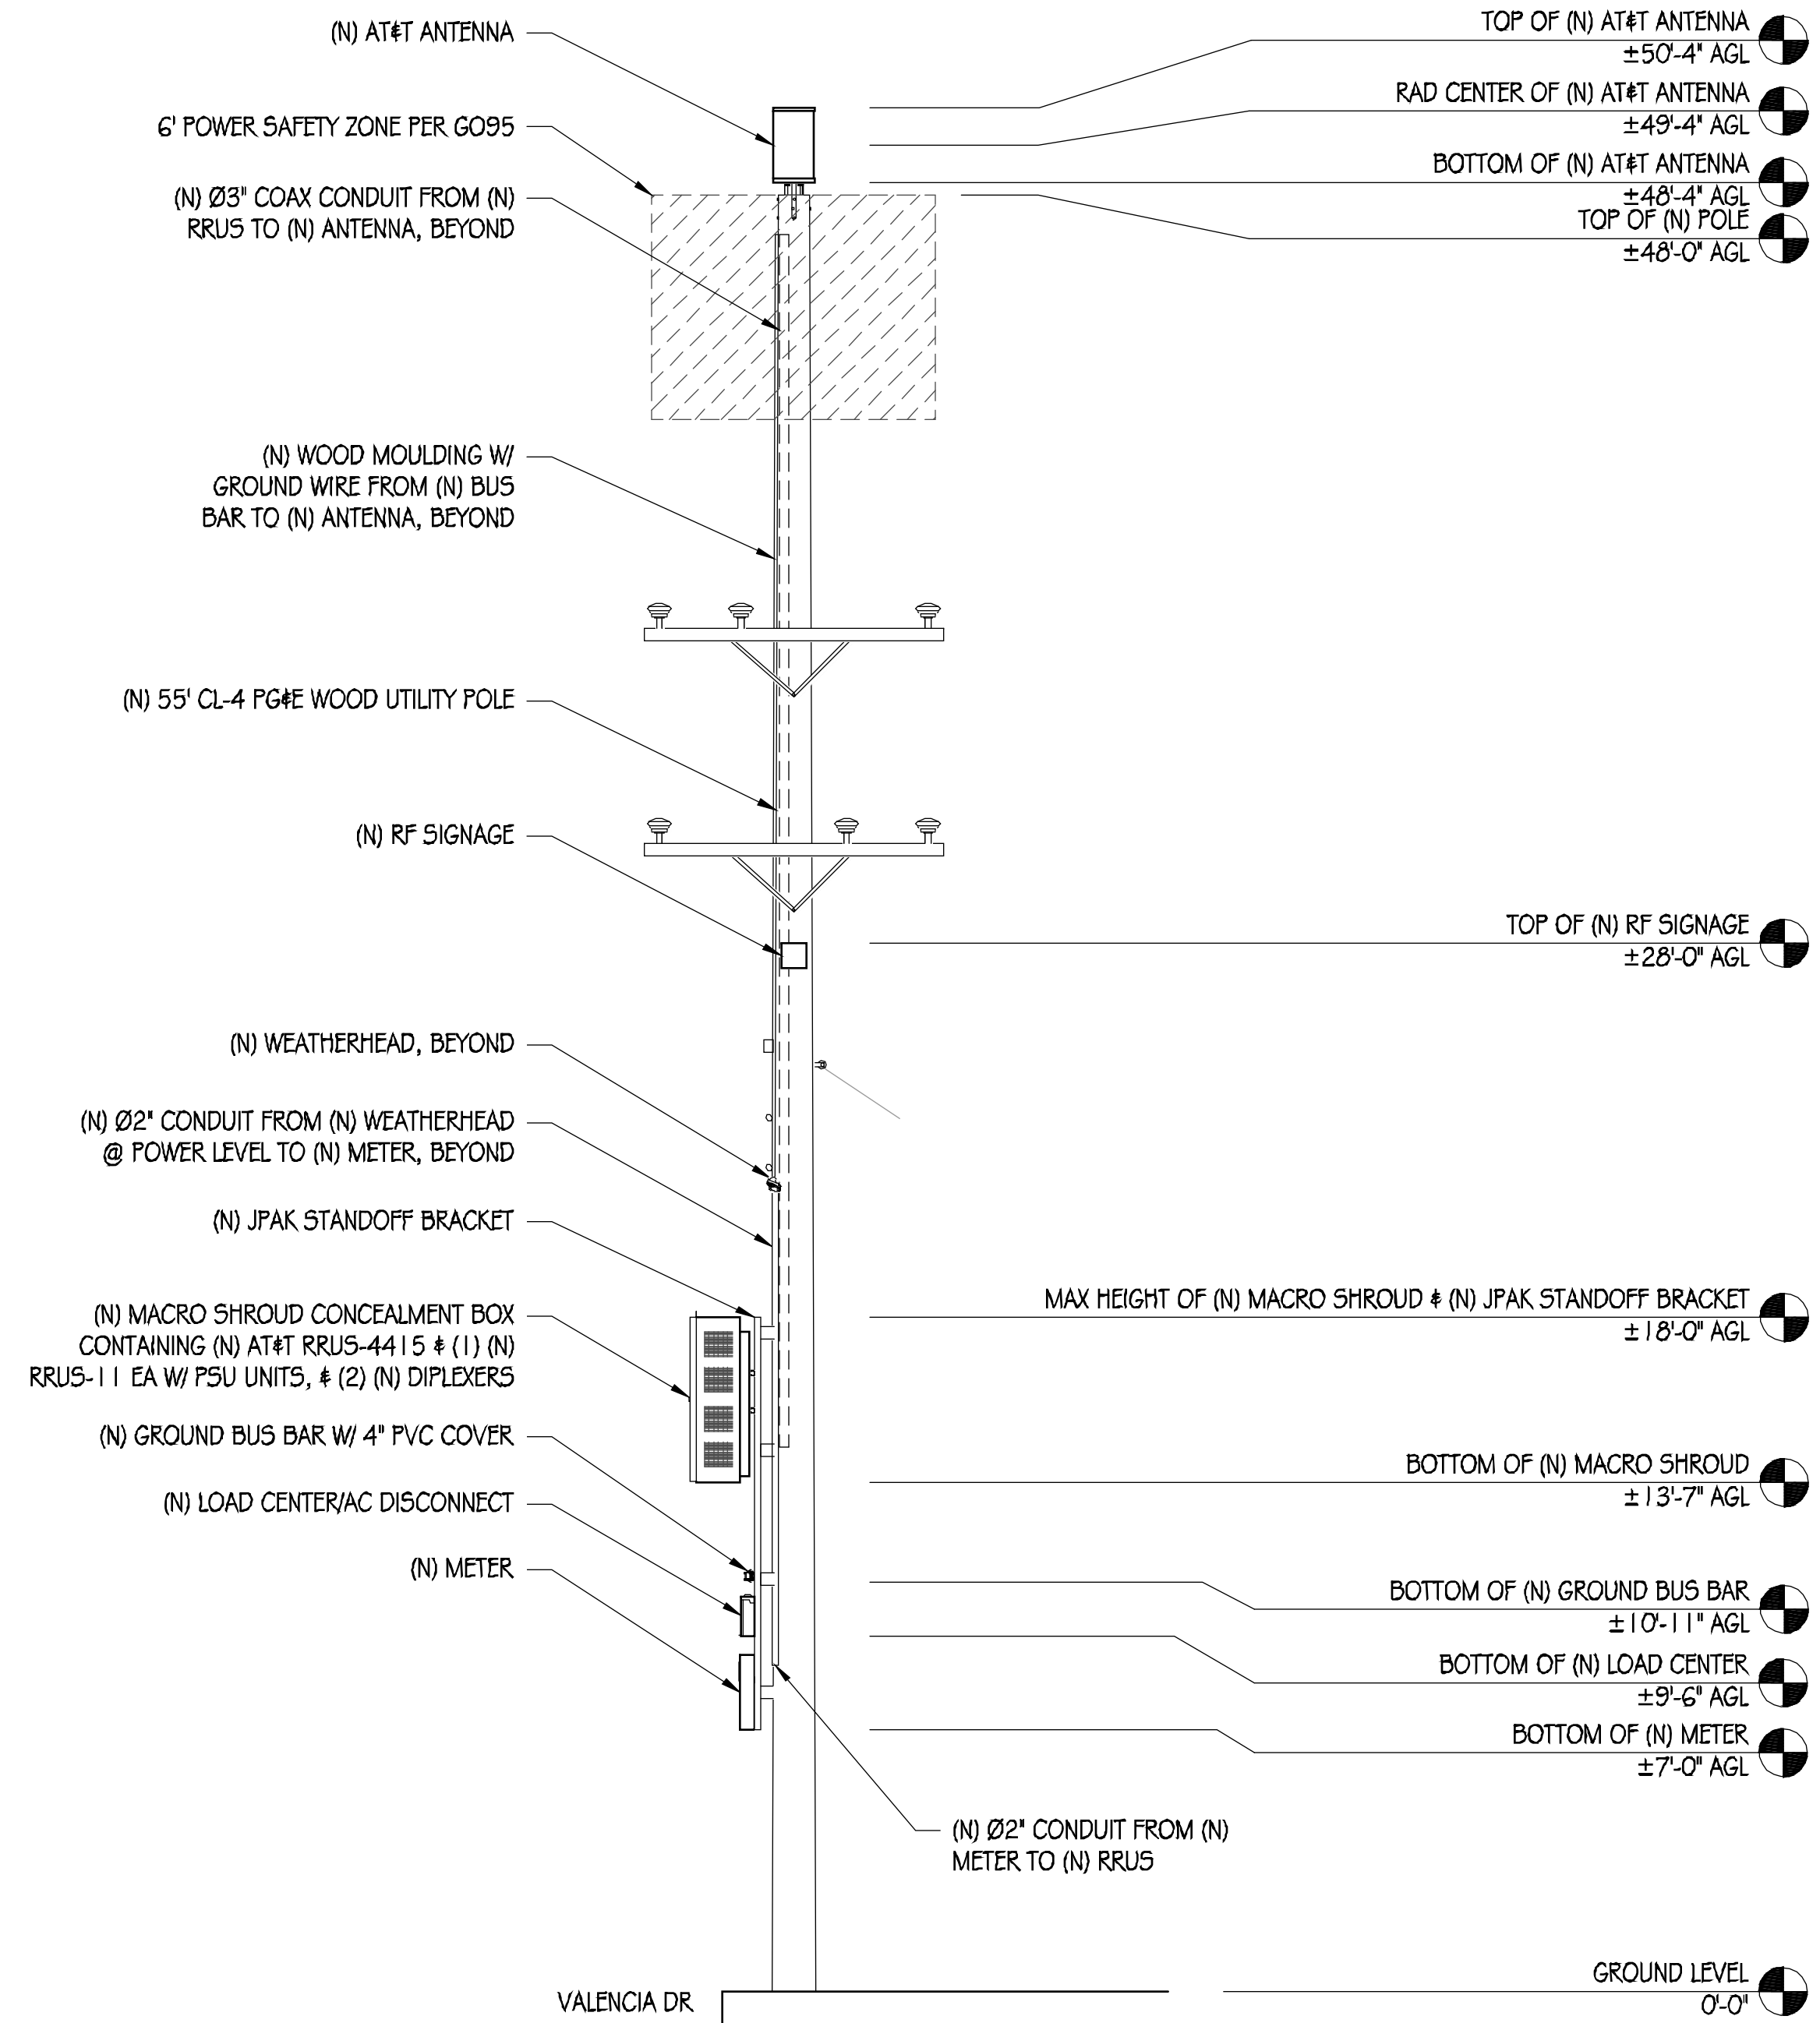 (N) AT&T ANTENNA
6' POWER SAFETY ZONE PER GO95
(N) Ø3" COAX CONDUIT FROM (N)
RRUS TO (N) ANTENNA, BEYOND
(N) WOOD MOULDING W/
GROUND WIRE FROM (N) BUS
BAR TO (N) ANTENNA, BEYOND
(N) 55' CL-4 PG&E WOOD UTILITY POLE
(N) RF SIGNAGE
(N) WEATHERHEAD, BEYOND
(N) Ø2" CONDUIT FROM (N) WEATHERHEAD
@ POWER LEVEL TO (N) METER, BEYOND
(N) JPAK STANDOFF BRACKET
(N) MACRO SHROUD CONCEALMENT BOX
CONTAINING (N) AT&T RRUS-4415 & (1) (N)
RRUS-11 EA W/ PSU UNITS, & (2) (N) DIPLEXERS
(N) GROUND BUS BAR W/ 4" PVC COVER
(N) LOAD CENTER/AC DISCONNECT
(N) METER
(N) Ø2" CONDUIT FROM (N)
METER TO (N) RRUS
VALENCIA DR
TOP OF (N) AT&T ANTENNA
±50'-4" AGL
RAD CENTER OF (N) AT&T ANTENNA
±49'-4" AGL
BOTTOM OF (N) AT&T ANTENNA
±48'-4" AGL
TOP OF (N) POLE
±48'-0" AGL
TOP OF (N) RF SIGNAGE
±28'-0" AGL
MAX HEIGHT OF (N) MACRO SHROUD & (N) JPAK STANDOFF BRACKET
±18'-0" AGL
BOTTOM OF (N) MACRO SHROUD
±13'-7" AGL
BOTTOM OF (N) GROUND BUS BAR
±10'-11" AGL
BOTTOM OF (N) LOAD CENTER
±9'-6" AGL
BOTTOM OF (N) METER
±7'-0" AGL
GROUND LEVEL
0'-0"